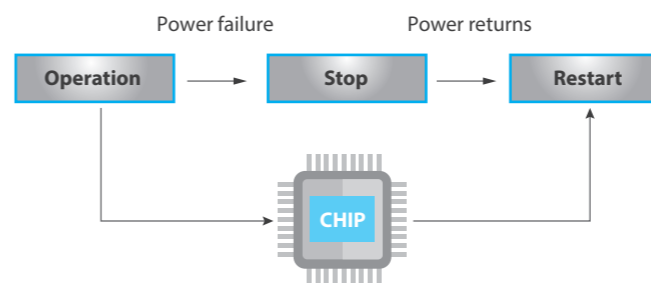 Power failure
Power returns
Operation
Stop
Restart
CHIP